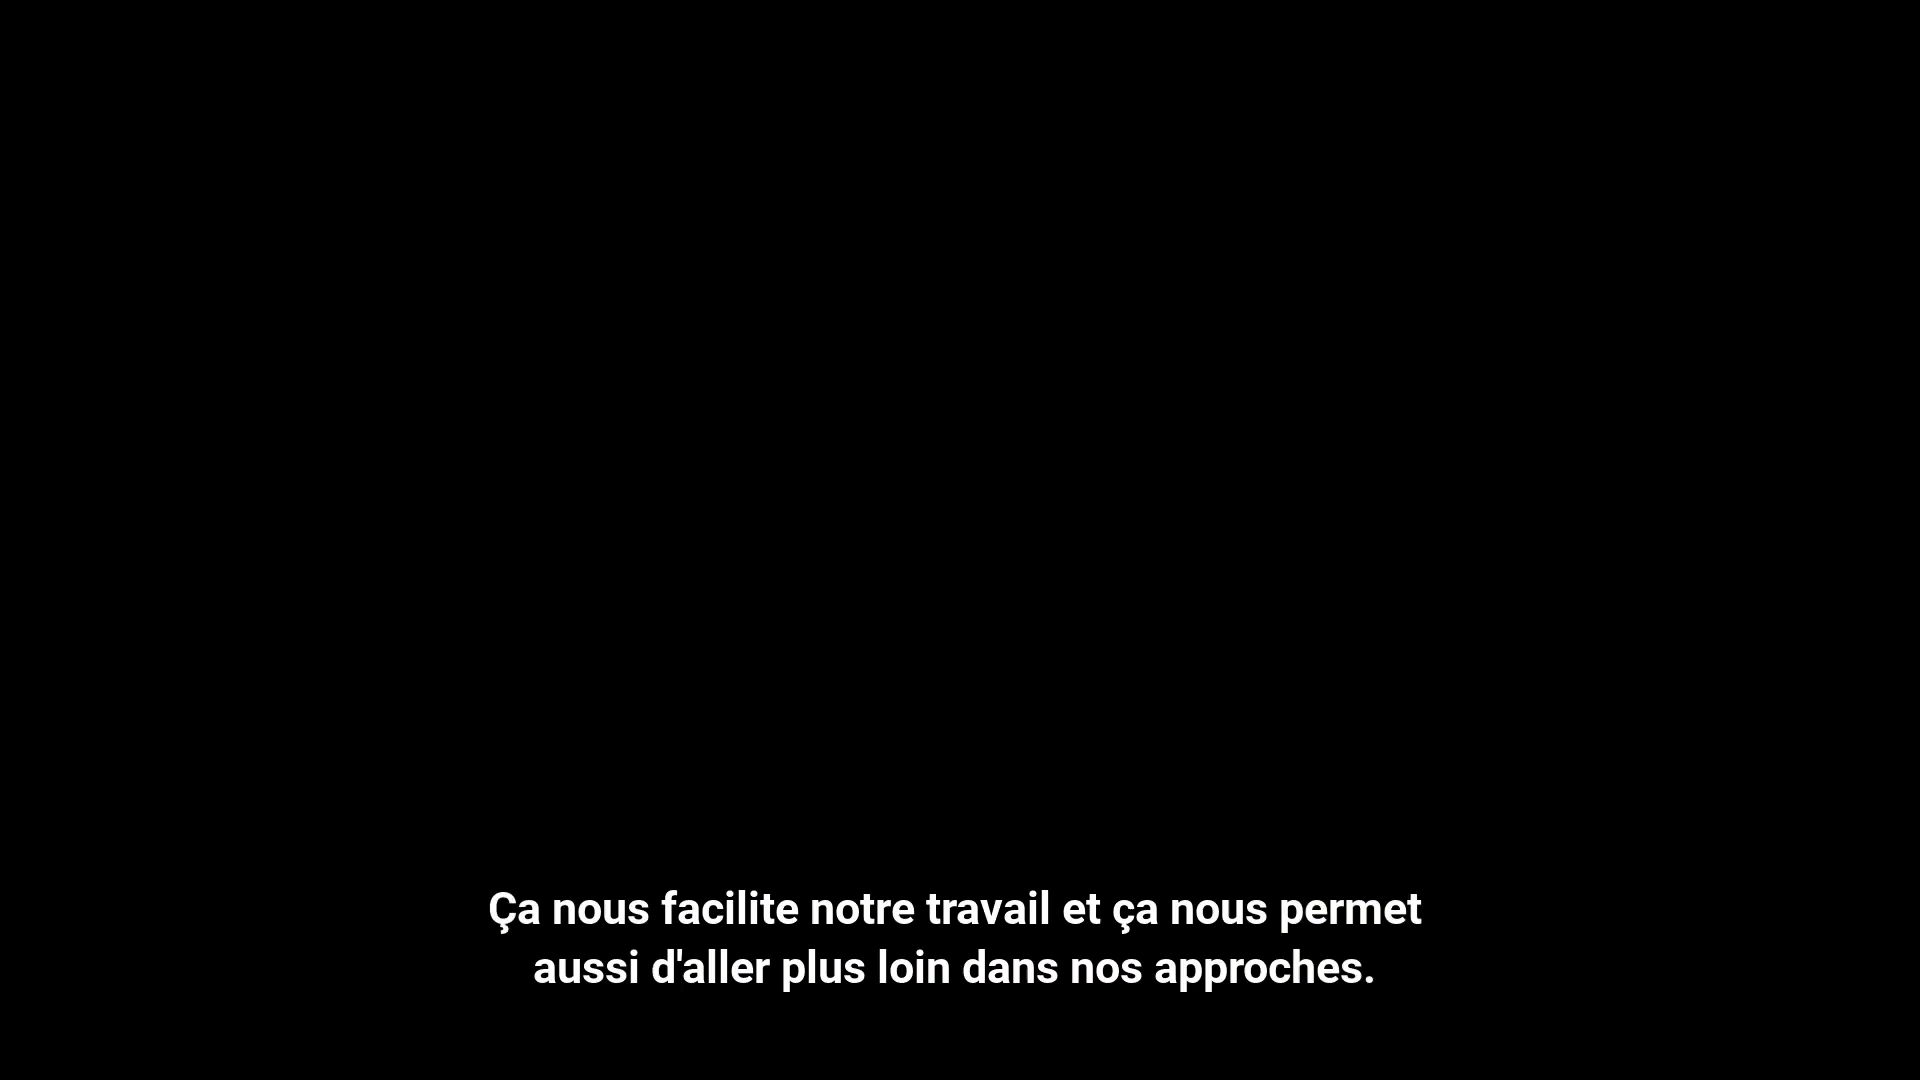 Ça nous facilite notre travail et ça nous permet
aussi d'aller plus loin dans nos approches.